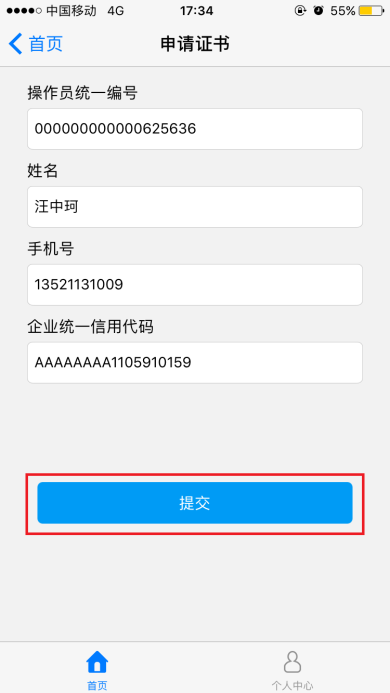 中国移动 4G 17:34 55%
首页 申请证书
操作员统一编号
000000000000625636
姓名
汪中珂
手机号
13521131009
企业统一信用代码
AAAAAAAA1105910159
提交
首页 个人中心